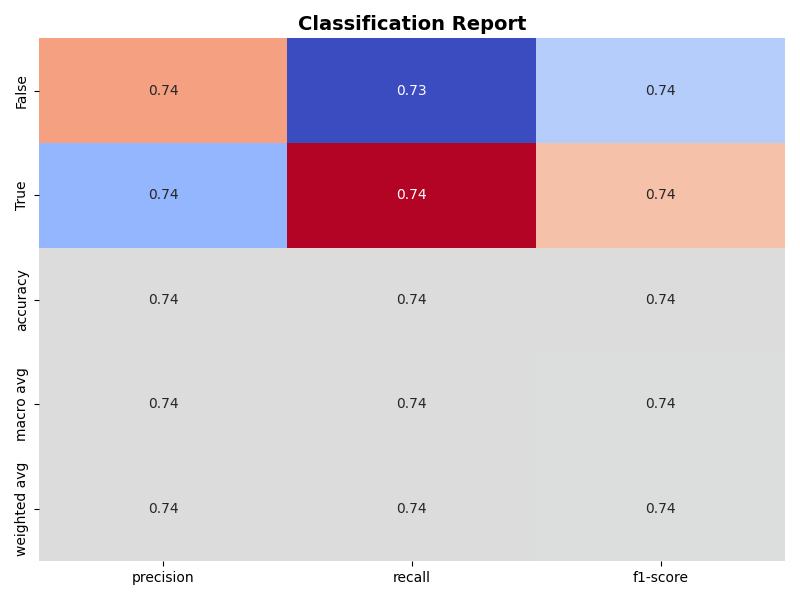 Classification Report
False 0.74 0.73 0.74
True 0.74 0.74 0.74
accuracy 0.74 0.74 0.74
macro avg 0.74 0.74 0.74
weighted avg 0.74 0.74 0.74
precision recall f1-score